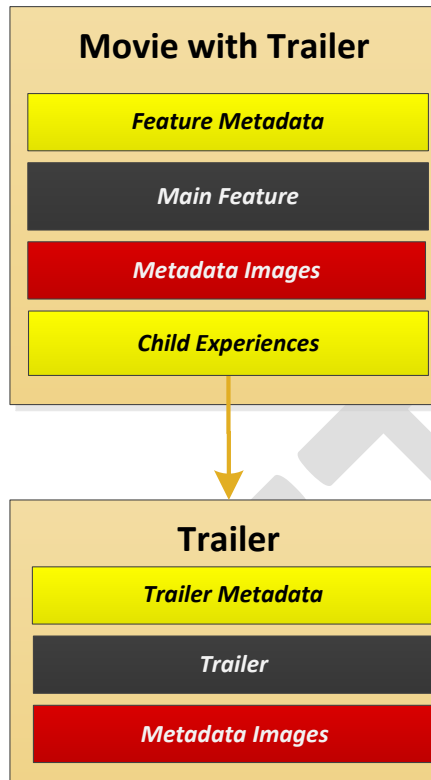 Movie with Trailer
Feature Metadata
Main Feature
Metadata Images
Child Experiences
Trailer
Trailer Metadata
Trailer
Metadata Images